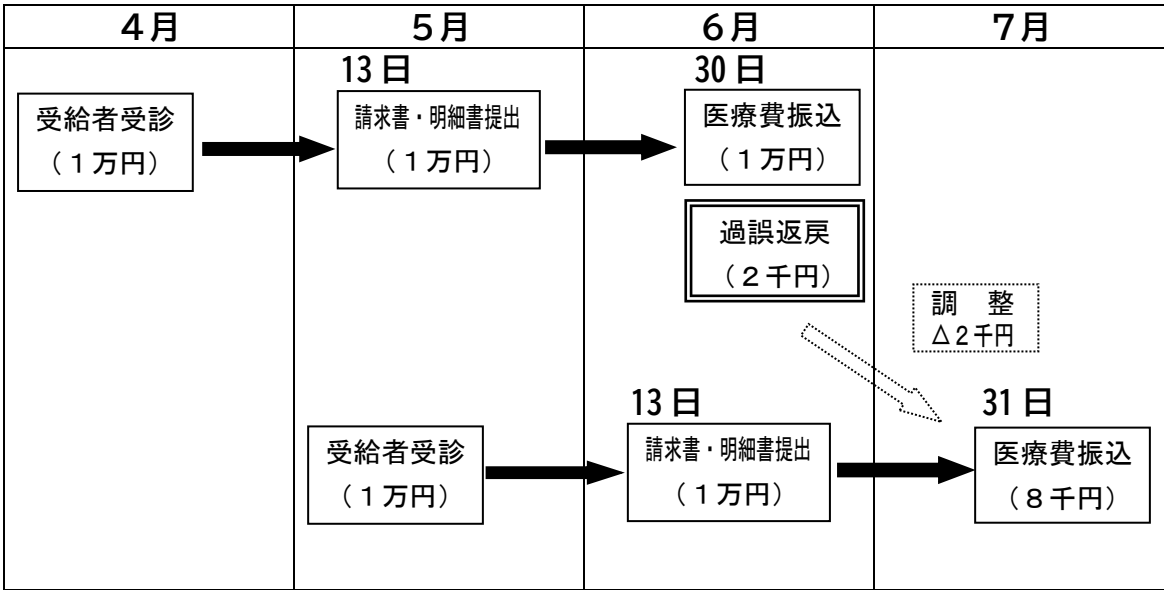 4月
5月
6月
7月
13日
30日
受給者受診
（1万円）
請求書・明細書提出
（1万円）
医療費振込
（1万円）
過誤返戻
（2千円）
調　整
△2千円
13日
31日
受給者受診
（1万円）
請求書・明細書提出
（1万円）
医療費振込
（8千円）